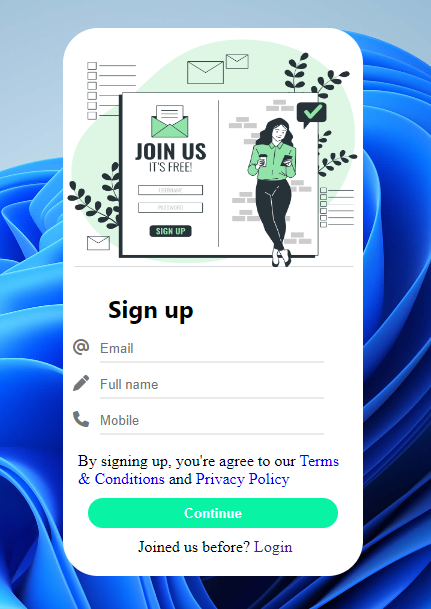 JOIN US
IT'S FREE!
USERNAME
PASSWORD
SIGN UP
Sign up
Email
Full name
Mobile
By signing up, you're agree to our Terms
& Conditions and Privacy Policy
Continue
Joined us before? Login